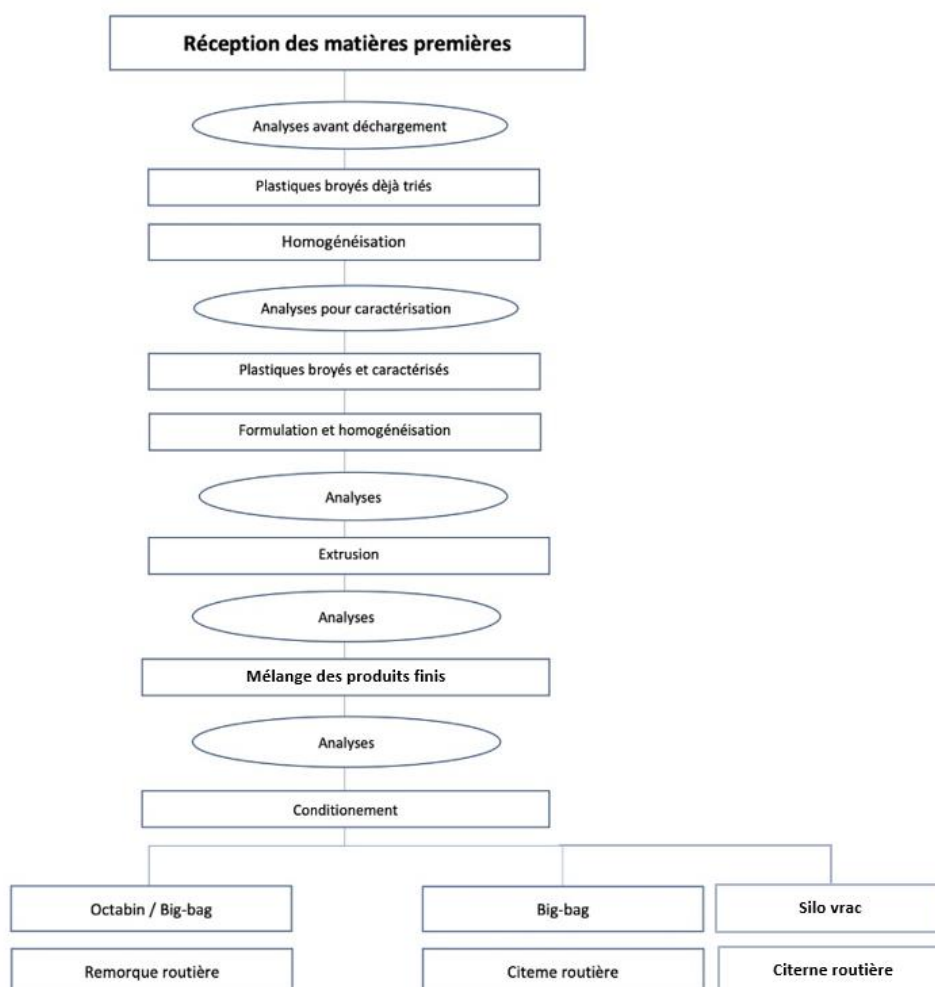 Réception des matières premières
Analyses avant déchargement
Plastiques broyés dèjà triés
Homogénéisation
Analyses pour caractérisation
Plastiques broyés et caractérisés
Formulation et homogénéisation
Analyses
Extrusion
Analyses
Mélange des produits finis
Analyses
Conditionement
Octabin / Big-bag
Big-bag
Silo vrac
Remorque routière
Citeme routière
Citerne routière